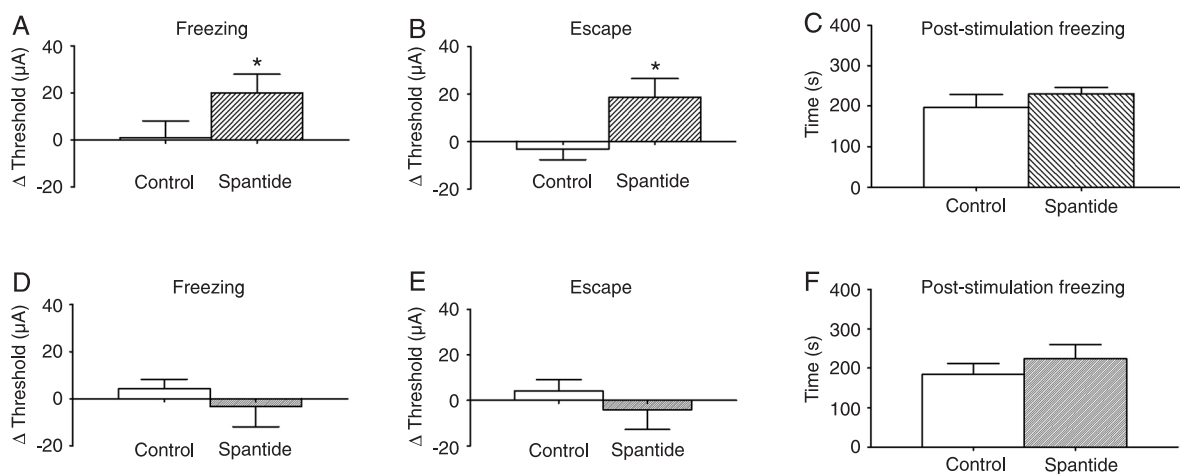 A
Freezing
Δ Threshold (µA)
40
20
0
-20
*
Control
Spantide
B
Escape
Δ Threshold (µA)
40
20
0
-20
*
Control
Spantide
C
Post-stimulation freezing
Time (s)
400
300
200
100
0
Control
Spantide
D
Freezing
Δ Threshold (µA)
40
20
0
-20
Control
Spantide
E
Escape
Δ Threshold (µA)
40
20
0
-20
Control
Spantide
F
Post-stimulation freezing
Time (s)
400
300
200
100
0
Control
Spantide